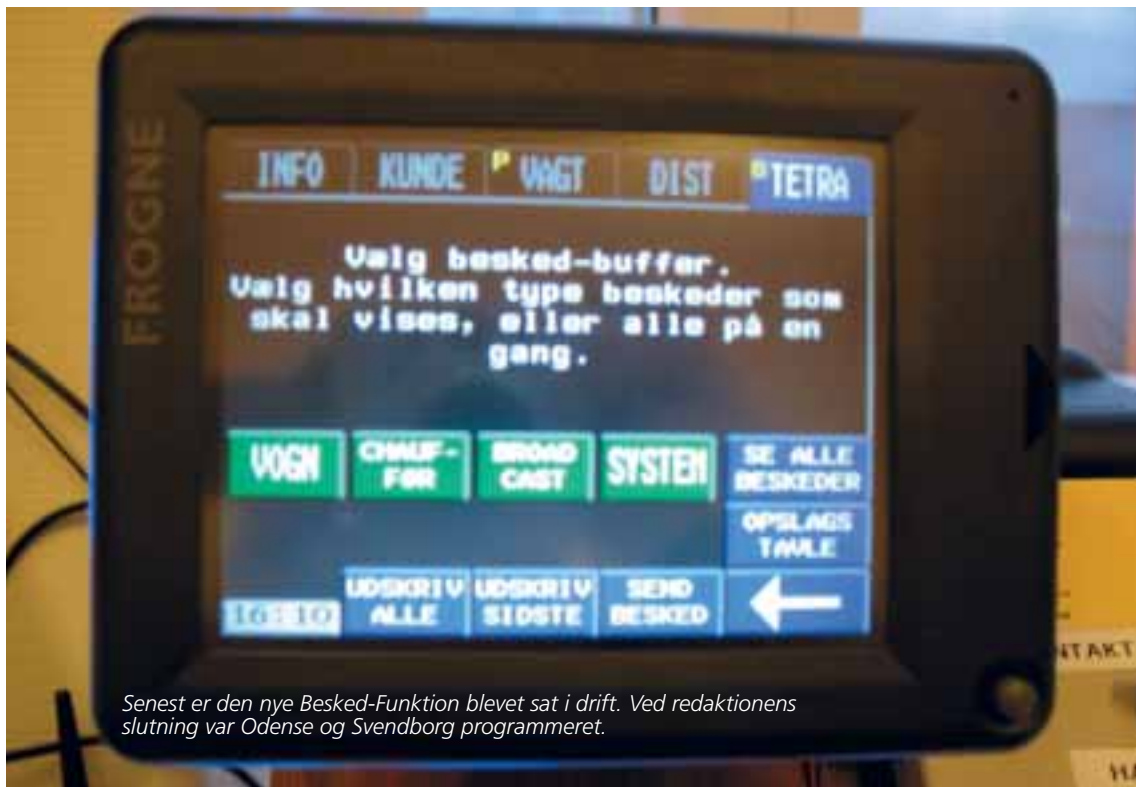 FROGNE
INFO KUNDE P VAGT DIST B TETRA
Vælg besked-buffer.
Vælg hvilken type beskeder som
skal vises, eller alle på en
gang.
VOGN CHAUF- BROAD SYSTEM SE ALLE
FØR CAST BESKEDER
OPSLAGS
TAVLE
UDSKRIV UDSKRIV SEND
16:10 ALLE SIDSTE BESKED
NTAKT
HA
Senest er den nye Besked-Funktion blevet sat i drift. Ved redaktionens
slutning var Odense og Svendborg programmeret.